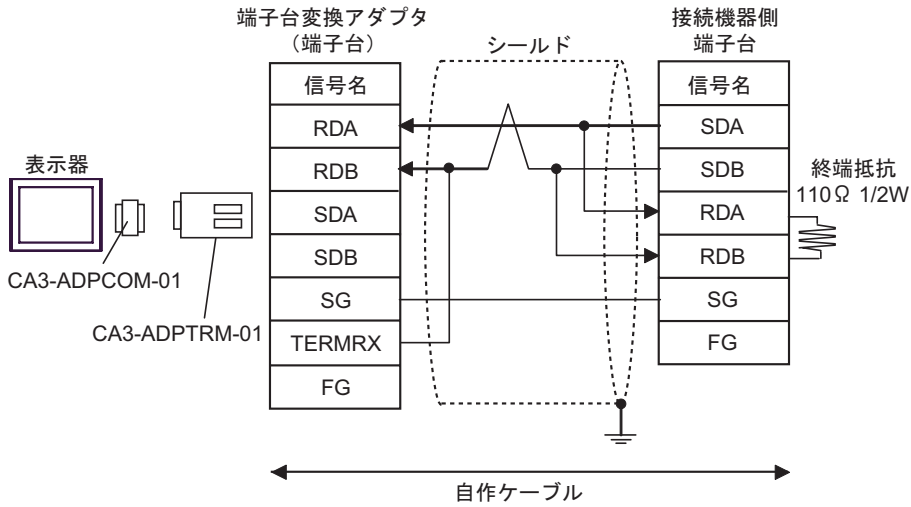 端子台変換アダプタ
(端子台)
信号名
RDA
RDB
SDA
SDB
SG
TERMRX
FG
シールド
接続機器側
端子台
信号名
SDA
SDB
RDA
RDB
SG
FG
終端抵抗
110Ω 1/2W
表示器
CA3-ADPCOM-01
CA3-ADPTRM-01
自作ケーブル